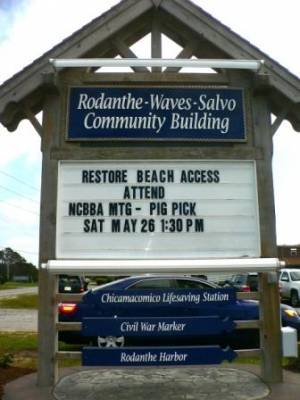 Rodanthe-Waves-Salvo
Community Building
RESTORE BEACH ACCESS
ATTEND
NCBBA MTG - PIG PICK
SAT MAY 26 1:30 PM
Chicamacomico Lifesaving Station
Civil War Marker
Rodanthe Harbor